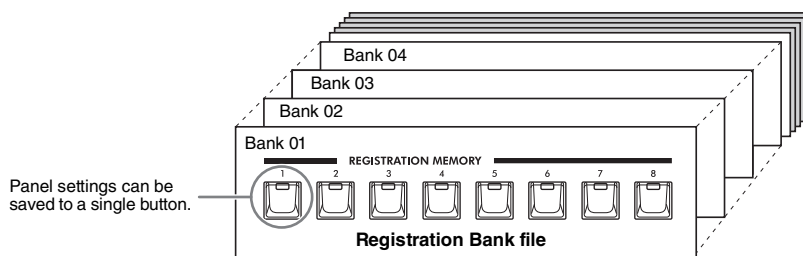 Bank 04
Bank 03
Bank 02
Bank 01
REGISTRATION MEMORY
1 2 3 4 5 6 7 8
Panel settings can be
saved to a single button.
Registration Bank file